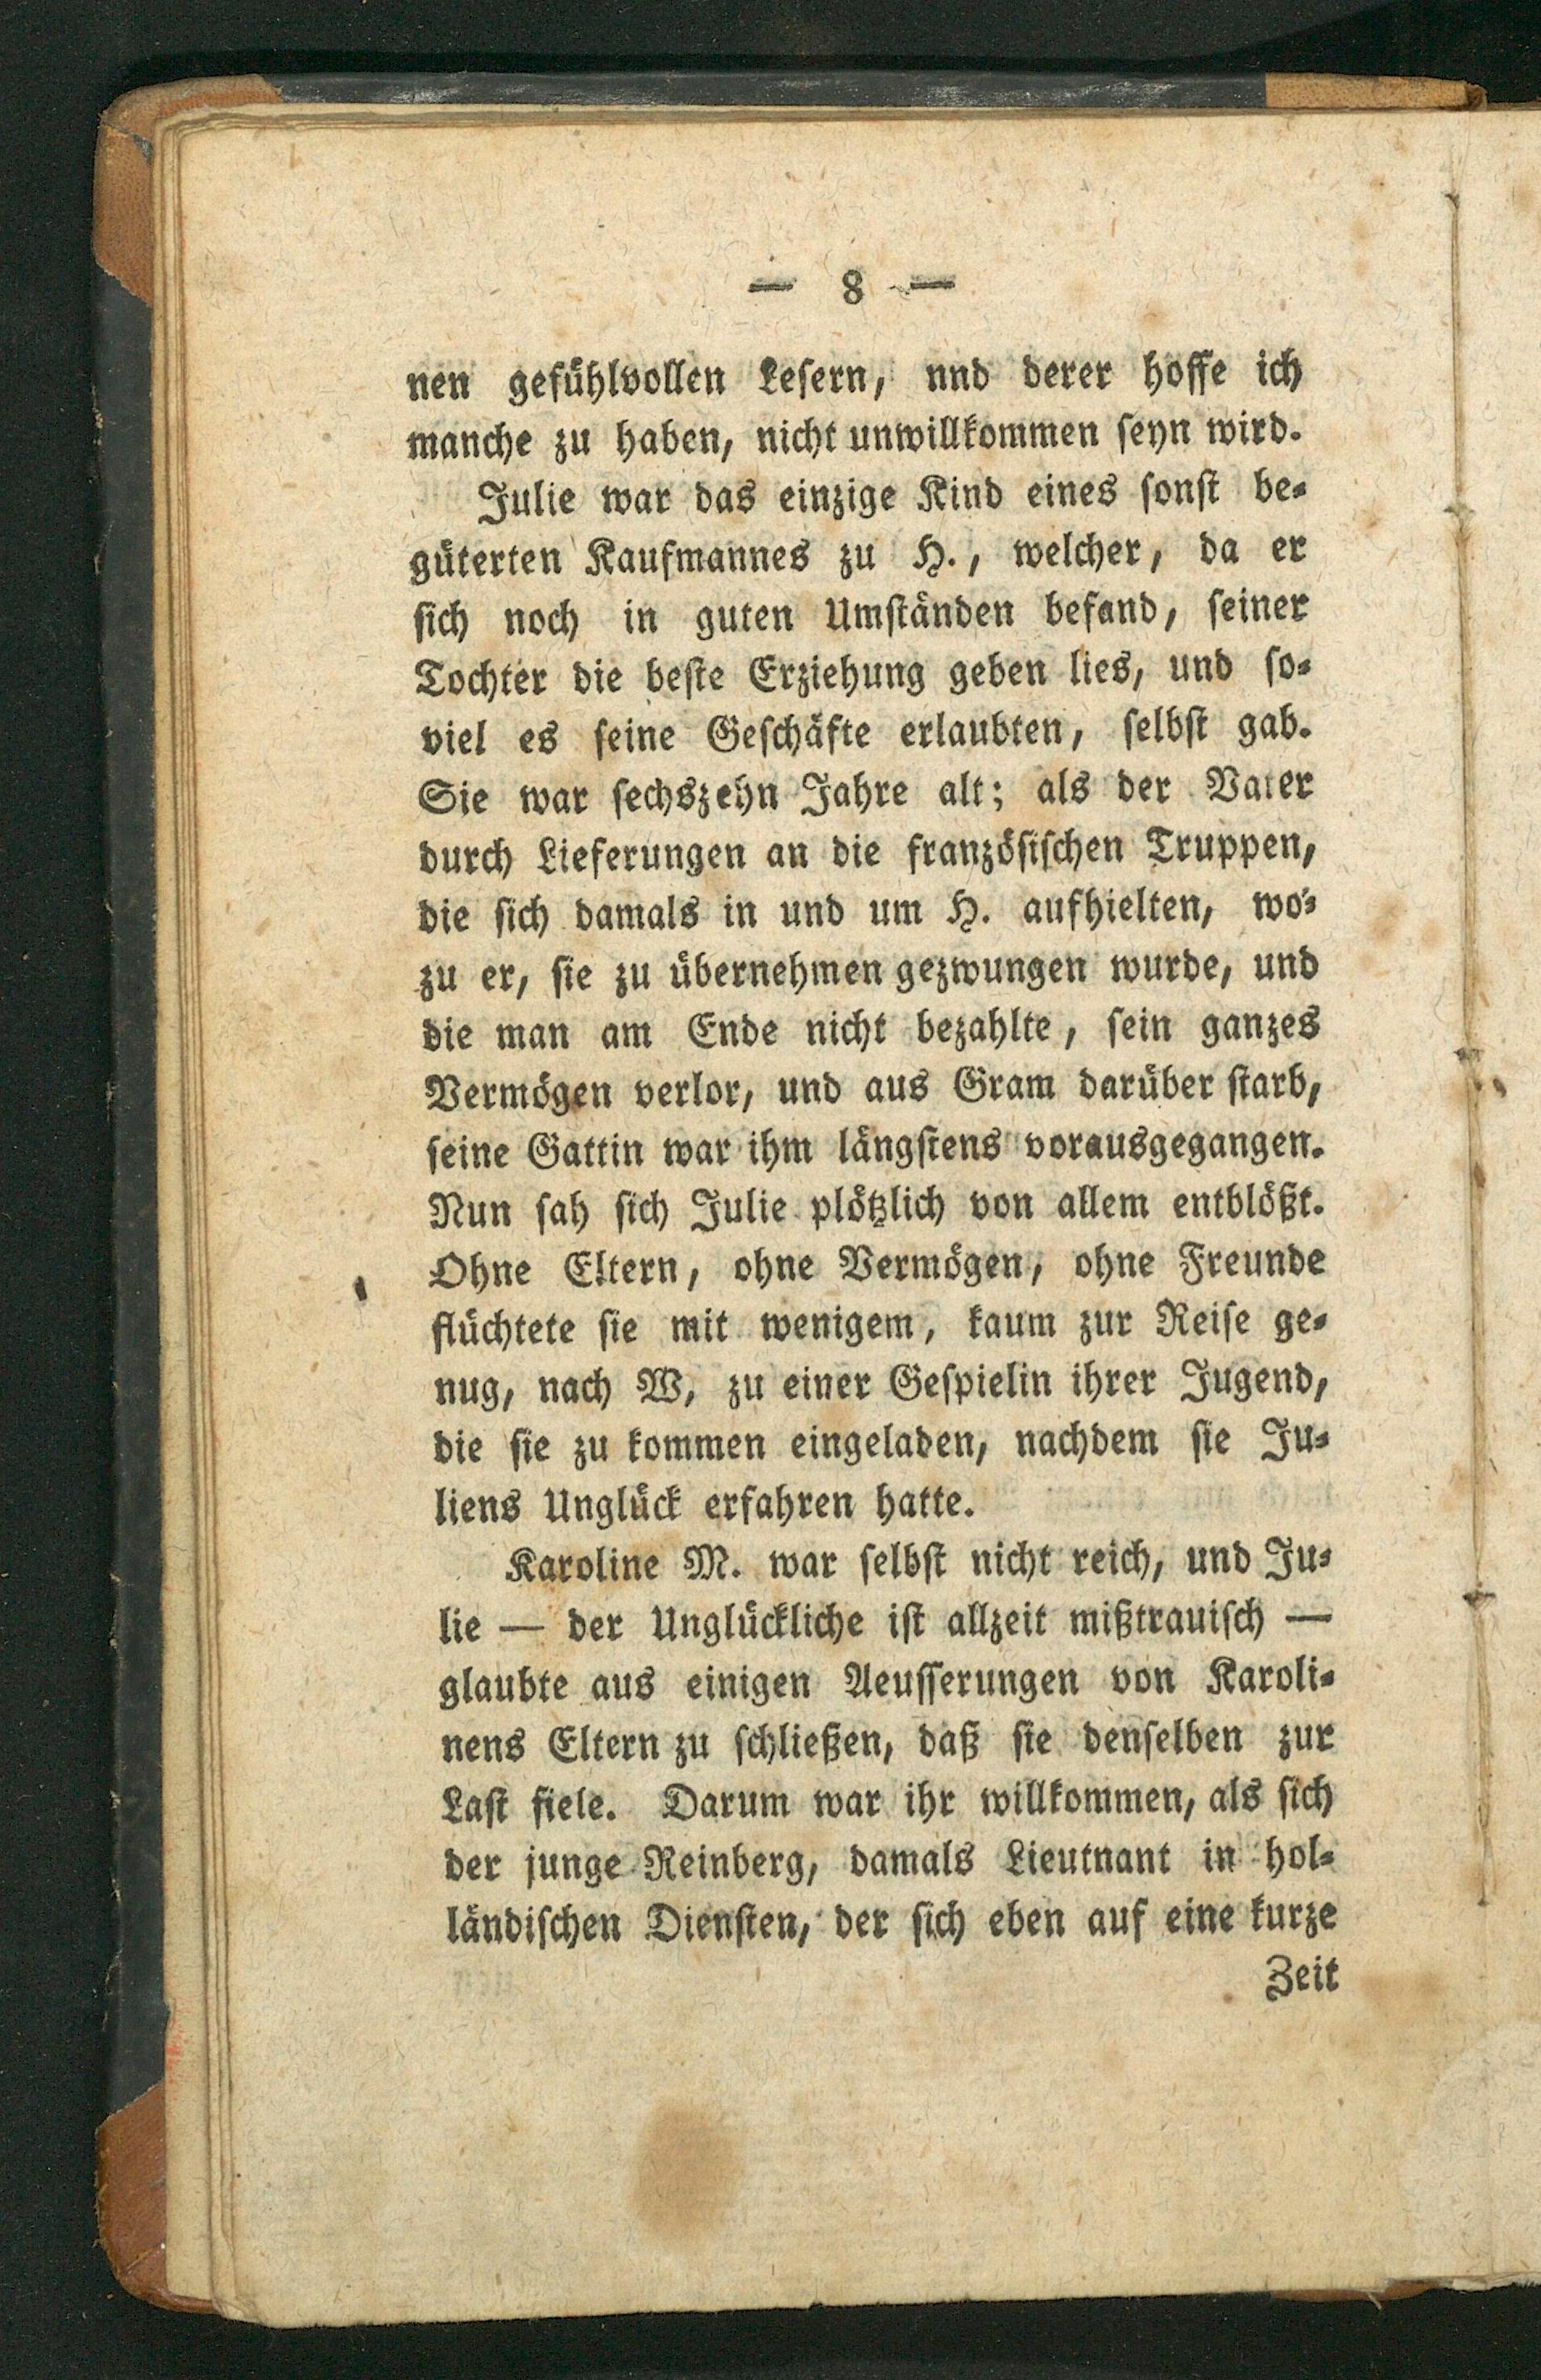 — 8 —
nen gefühlvollen Leſern, nnd derer hoffe ich
manche zu haben, nicht unwillkommen ſeyn wird.
Julie war das einzige Kind eines ſonſt be⸗
güterten Kaufmannes zu H., welcher, da er
ſich noch in guten Umſtänden befand, ſeiner
Tochter die beſte Erziehung geben lies, und ſo⸗
viel es ſeine Geſchäfte erlaubten, ſelbſt gab.
Sie war ſechszehn Jahre alt; als der Vater
durch Lieferungen an die franzöſiſchen Truppen,
die ſich damals in und um H. aufhielten, wo⸗
zu er, ſie zu übernehmen gezwungen wurde, und
die man am Ende nicht bezahlte, ſein ganzes
Vermögen verlor, und aus Gram darüber ſtarb,
ſeine Gattin war ihm längſtens vorausgegangen.
Nun ſah ſich Julie plötzlich von allem entblößt.
Ohne Eltern, ohne Vermögen, ohne Freunde
flüchtete ſie mit wenigem, kaum zur Reiſe ge⸗
nug, nach W, zu einer Geſpielin ihrer Jugend,
die ſie zu kommen eingeladen, nachdem ſie Ju⸗
liens Unglück erfahren hatte.
Karoline M. war ſelbſt nicht reich, und Ju⸗
lie — der Unglückliche iſt allzeit mißtrauiſch —
glaubte aus einigen Aeuſſerungen von Karoli⸗
nens Eltern zu ſchließen, daß ſie denſelben zur
Laſt fiele. Darum war ihr willkommen, als ſich
der junge Reinberg, damals Lieutnant in hol⸗
ländiſchen Dienſten, der ſich eben auf eine kurze
Zeit